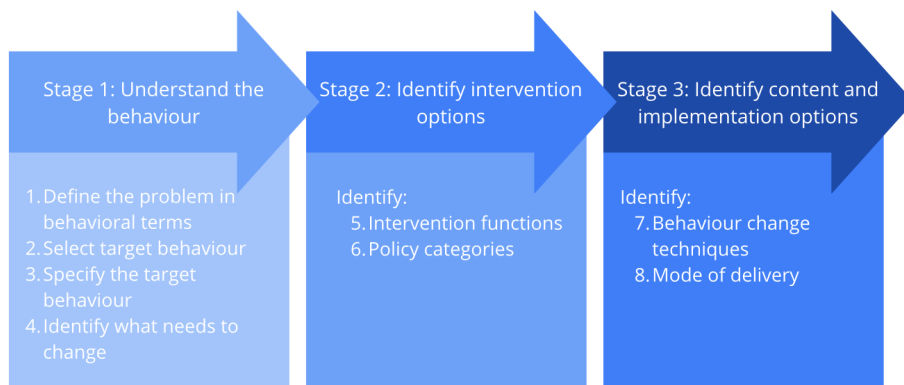 Stage 1: Understand the
behaviour
1. Define the problem in
behavioral terms
2. Select target behaviour
3. Specify the target
behaviour
4. Identify what needs to
change
Stage 2: Identify intervention
options
Identify:
5. Intervention functions
6. Policy categories
Stage 3: Identify content and
implementation options
Identify:
7. Behaviour change
techniques
8. Mode of delivery